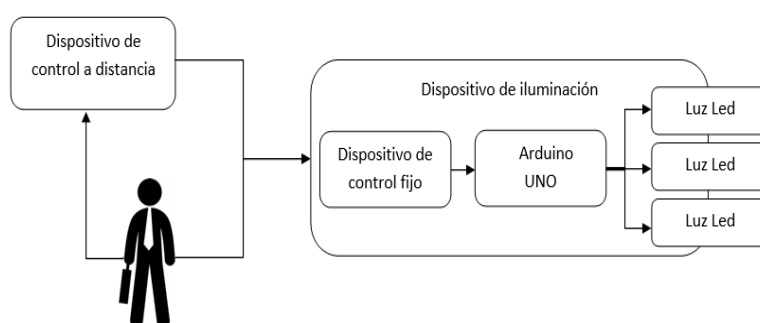 Dispositivo de
control a distancia
Dispositivo de iluminación
Dispositivo de
control fijo
Arduino
UNO
Luz Led
Luz Led
Luz Led